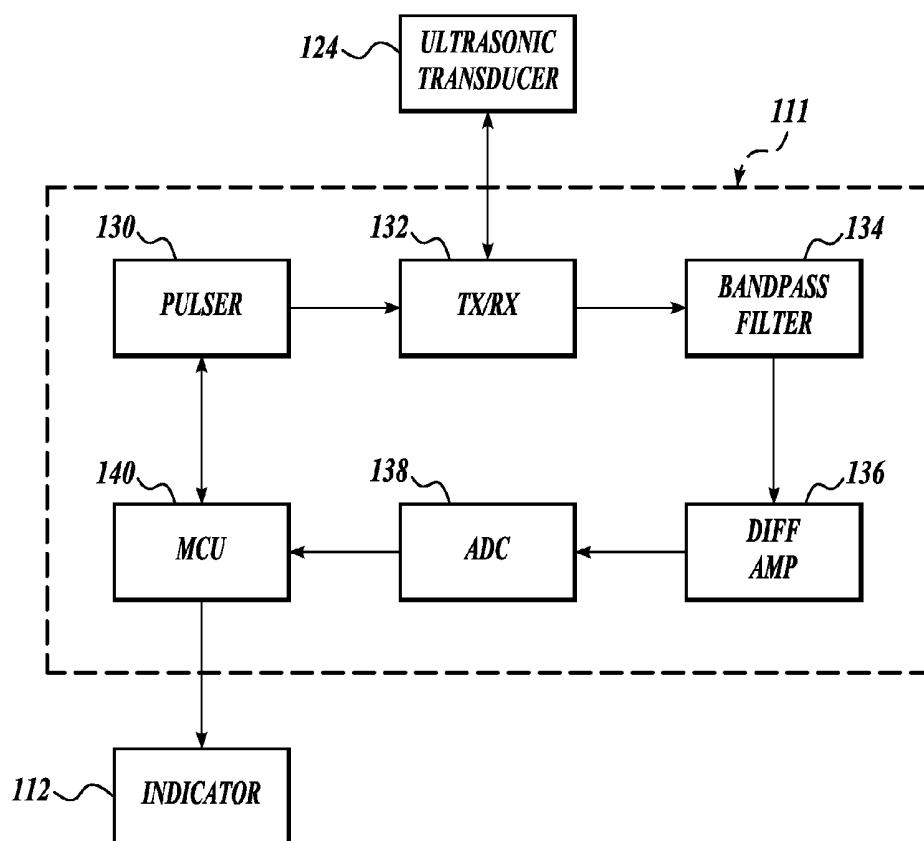 124
ULTRASONIC
TRANSDUCER
111
130
PULSER
132
TX/RX
134
BANDPASS
FILTER
140
MCU
138
ADC
136
DIFF
AMP
112
INDICATOR